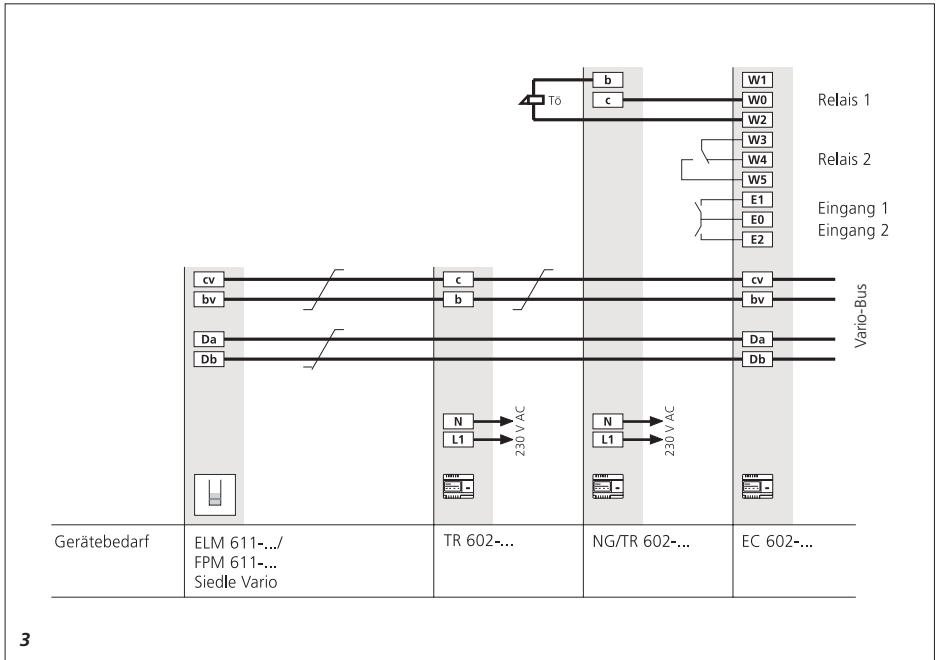 b W1
Tö c W0 Relais 1
W2
W3
W4 Relais 2
W5
E1 Eingang 1
E0 Eingang 2
E2
cv c cv
bv b bv
Vario-Bus
Da Da
Db Db
N N
L1 L1
230 V AC 230 V AC
Gerätebedarf ELM 611-.../ TR 602-... NG/TR 602-... EC 602-...
FPM 611-...
Siedle Vario
3